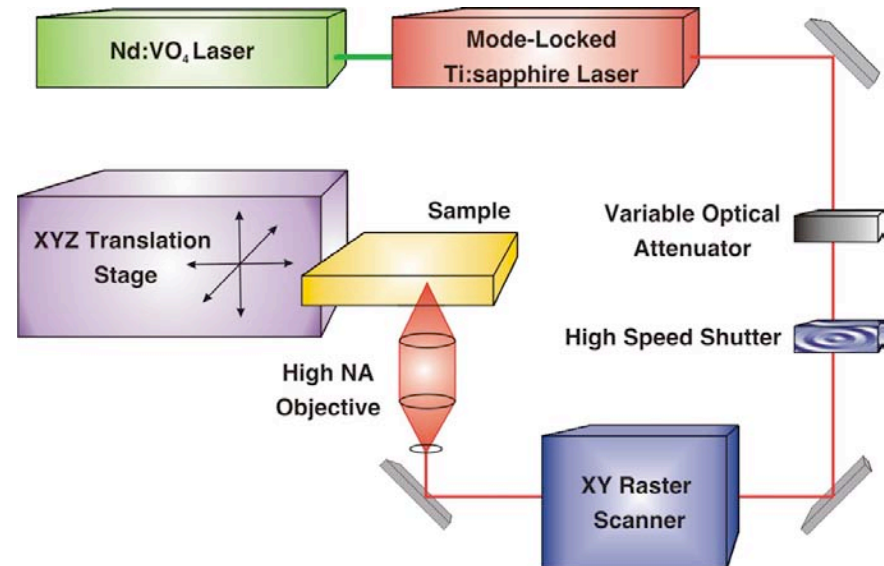 Nd:VO₄ Laser
Mode-Locked
Ti:sapphire Laser
XYZ Translation
Stage
Sample
Variable Optical
Attenuator
High Speed Shutter
High NA
Objective
XY Raster
Scanner